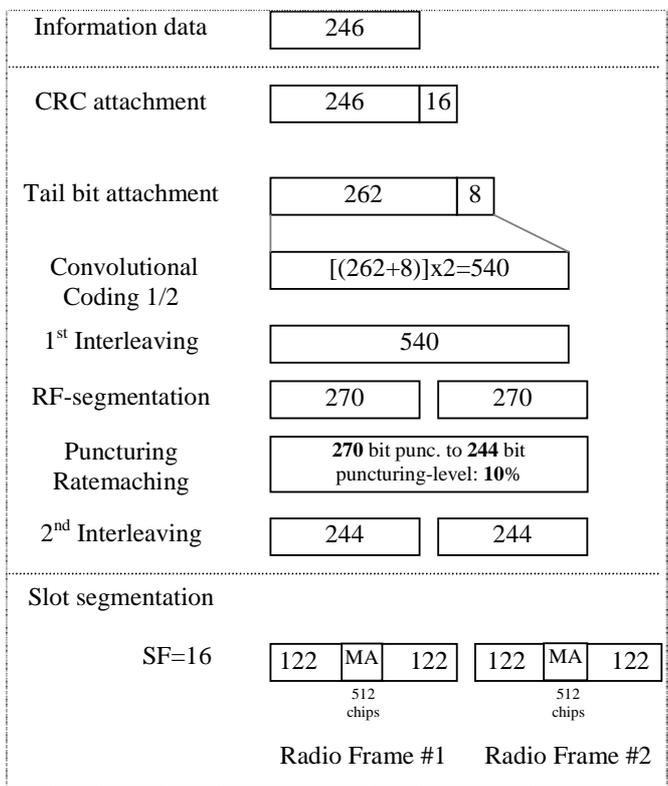 Information data 246
CRC attachment 246 16
Tail bit attachment 262 8
Convolutional
Coding 1/2
[(262+8)]x2=540
1st Interleaving 540
RF-segmentation 270 270
Puncturing
Ratemaching
270 bit punc. to 244 bit
puncturing-level: 10%
2nd Interleaving 244 244
Slot segmentation
SF=16 122 MA 122 122 MA 122
512 512
chips chips
Radio Frame #1 Radio Frame #2